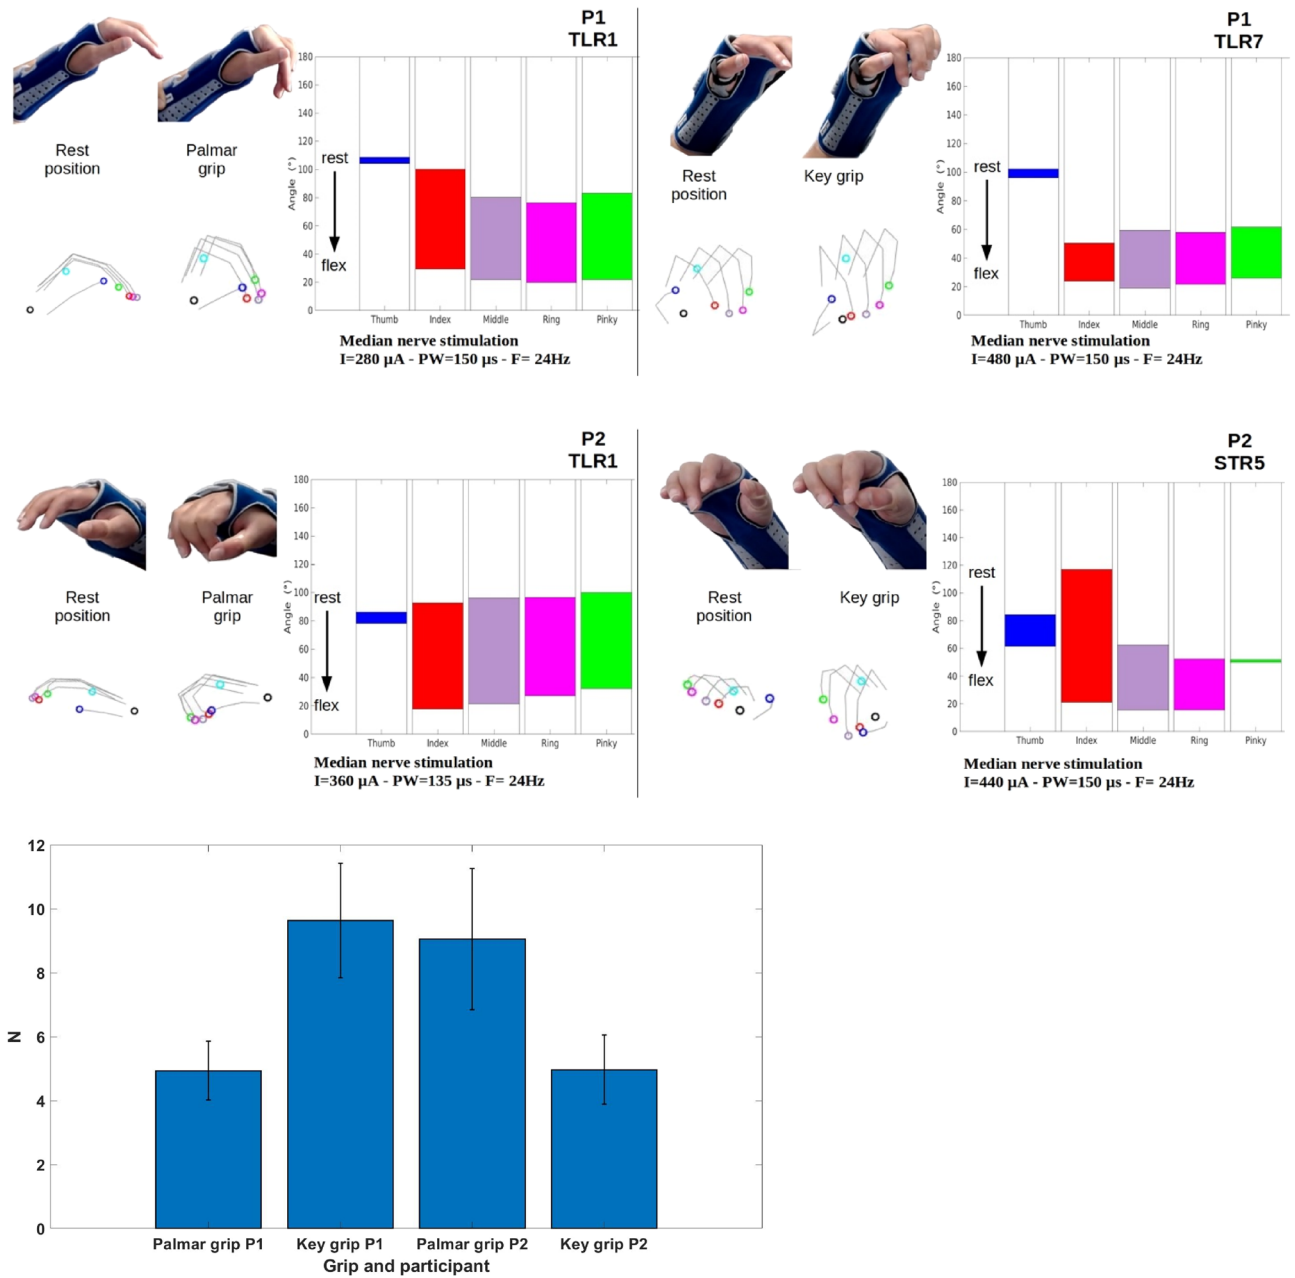 P1
TLR1
Rest
position
Palmar
grip
180
160
140
120
100
80
60
40
20
0
Angle (°)
rest
flex
Thumb
Index
Middle
Ring
Pinky
Median nerve stimulation
I=280 µA - PW=150 µs - F= 24Hz
P1
TLR7
Rest
position
Key grip
180
160
140
120
100
80
60
40
20
0
Angle (°)
rest
flex
Thumb
Index
Middle
Ring
Pinky
Median nerve stimulation
I=480 µA - PW=150 µs - F= 24Hz
P2
TLR1
Rest
position
Palmar
grip
180
160
140
120
100
80
60
40
20
0
Angle (°)
rest
flex
Thumb
Index
Middle
Ring
Pinky
Median nerve stimulation
I=360 µA - PW=135 µs - F= 24Hz
P2
STR5
Rest
position
Key grip
180
160
140
120
100
80
60
40
20
0
Angle (°)
rest
flex
Thumb
Index
Middle
Ring
Pinky
Median nerve stimulation
I=440 µA - PW=150 µs - F= 24Hz
12
10
8
6
4
2
0
N
Palmar grip P1
Key grip P1
Palmar grip P2
Key grip P2
Grip and participant